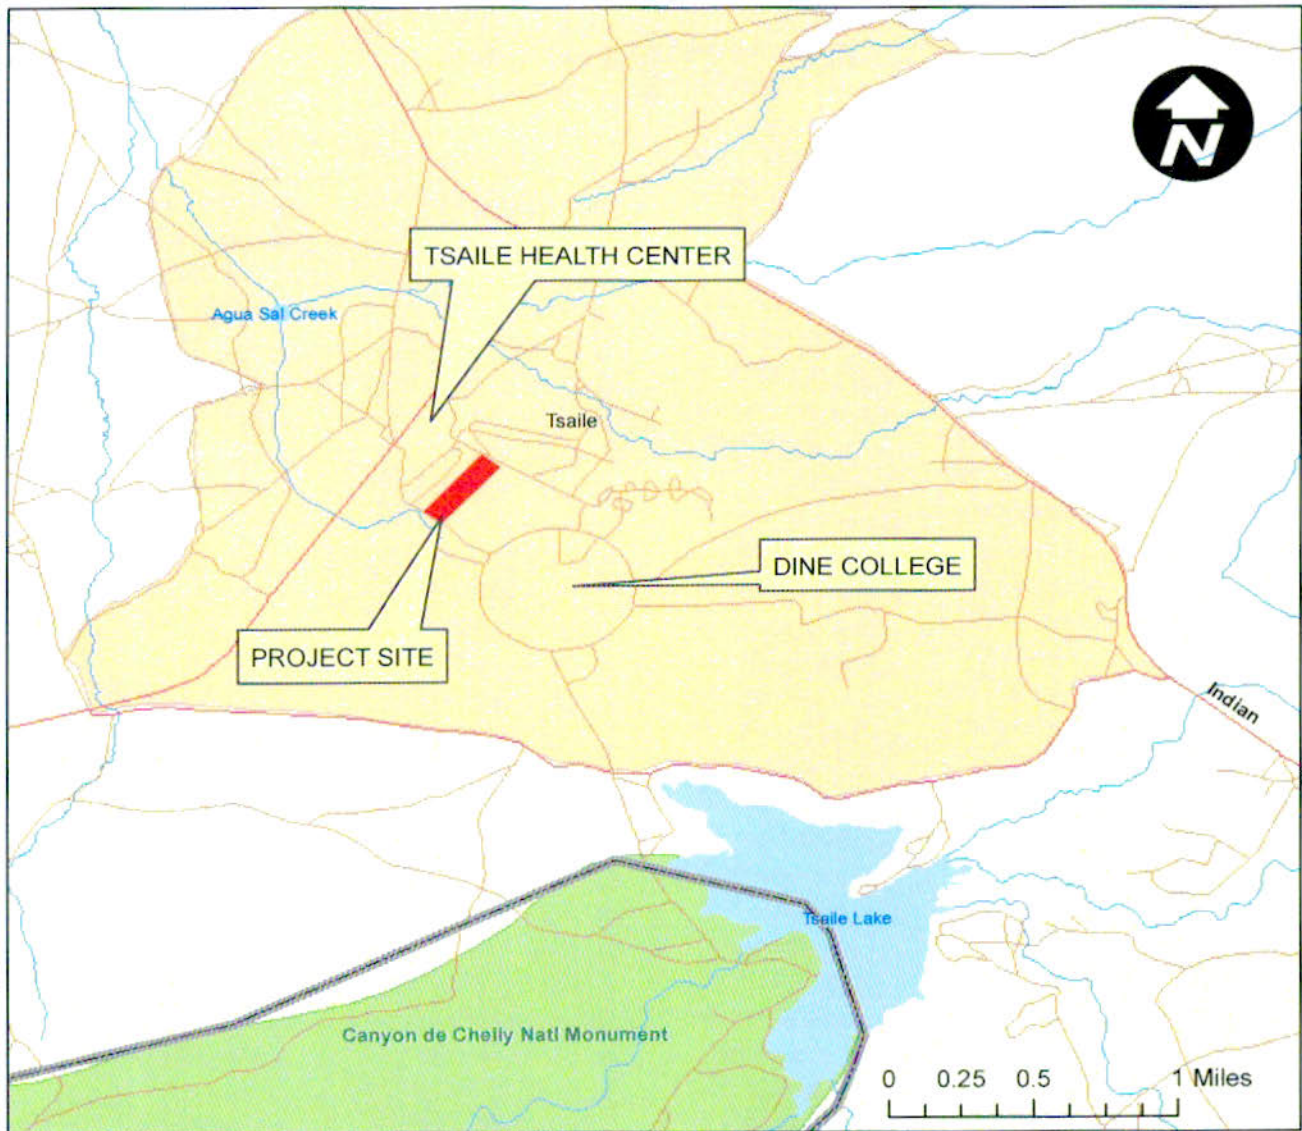 N
TSAILE HEALTH CENTER
Agua Sal Creek
Tsaile
DINE COLLEGE
PROJECT SITE
Indian
Tsaile Lake
Canyon de Chelly Natl Monument
0 0.25 0.5 1 Miles